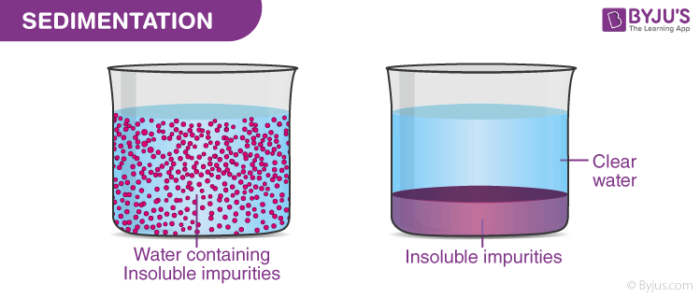 SEDIMENTATION
BYJU'S
The Learning App
Clear
water
Water containing
Insoluble impurities
Insoluble impurities
© Byjus.com